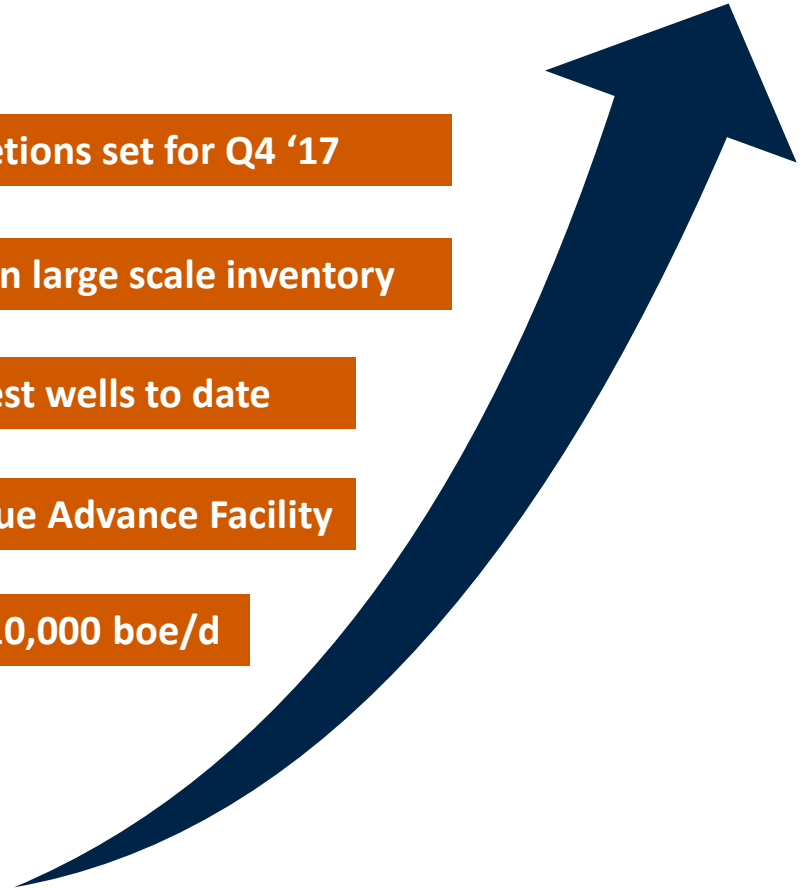 etions set for Q4 ‘17
n large scale inventory
est wells to date
ue Advance Facility
10,000 boe/d